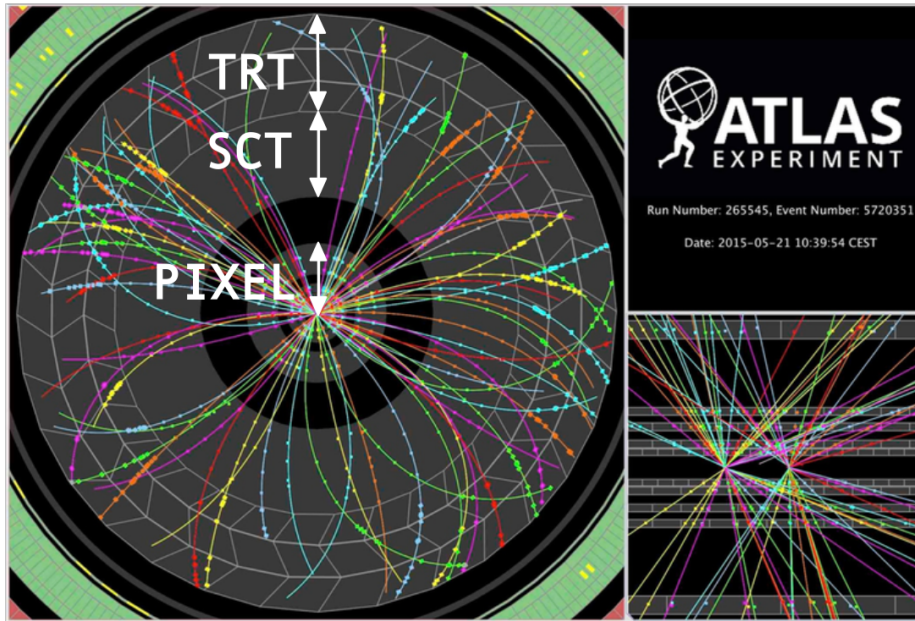 TRT
SCT
PIXEL
ATLAS
EXPERIMENT
Run Number: 265545, Event Number: 5720351
Date: 2015-05-21 10:39:54 CEST